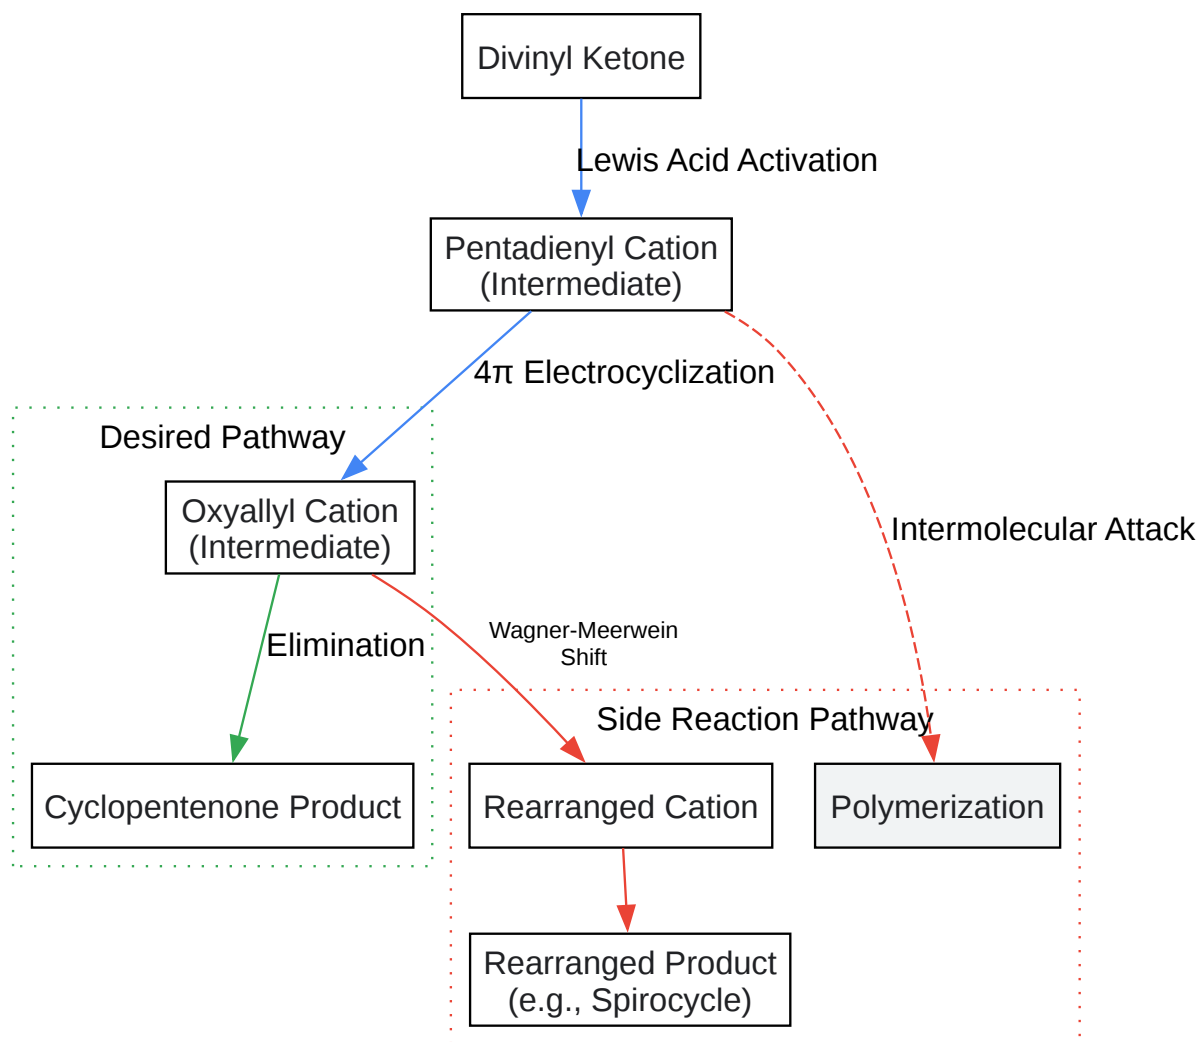 Divinyl Ketone
Lewis Acid Activation
Pentadienyl Cation
(Intermediate)
4π Electrocyclization
Desired Pathway
Oxyallyl Cation
(Intermediate)
Intermolecular Attack
Elimination
Wagner-Meerwein
Shift
Side Reaction Pathway
Cyclopentenone Product
Rearranged Cation
Polymerization
Rearranged Product
(e.g., Spirocycle)